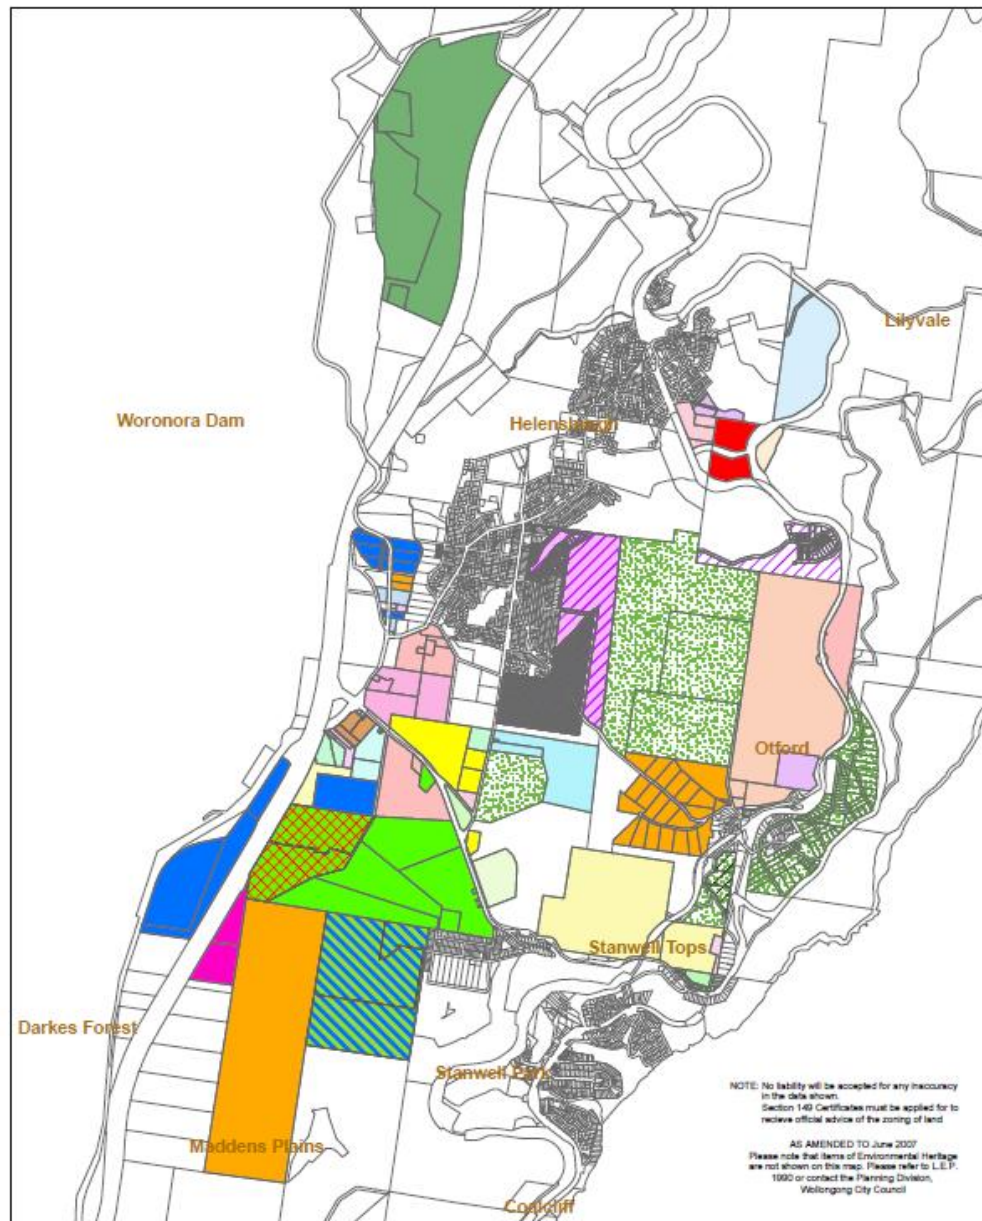 Lilyvale
Woronora Dam
Helensburgh
Otford
Stanwell Tops
Darkes Forest
Stanwell Park
NOTE: No liability will be accepted for any inaccuracy
in the data shown.
Section 149 Certificates must be applied for to
recieve official advice of the zoning of land
AS AMENDED TO June 2007
Please note that items of Environmental Heritage
are not shown on this map. Please refer to L.E.P.
1990 or contact the Planning Division,
Wollongong City Council
Maddens Plains
Coalcliff